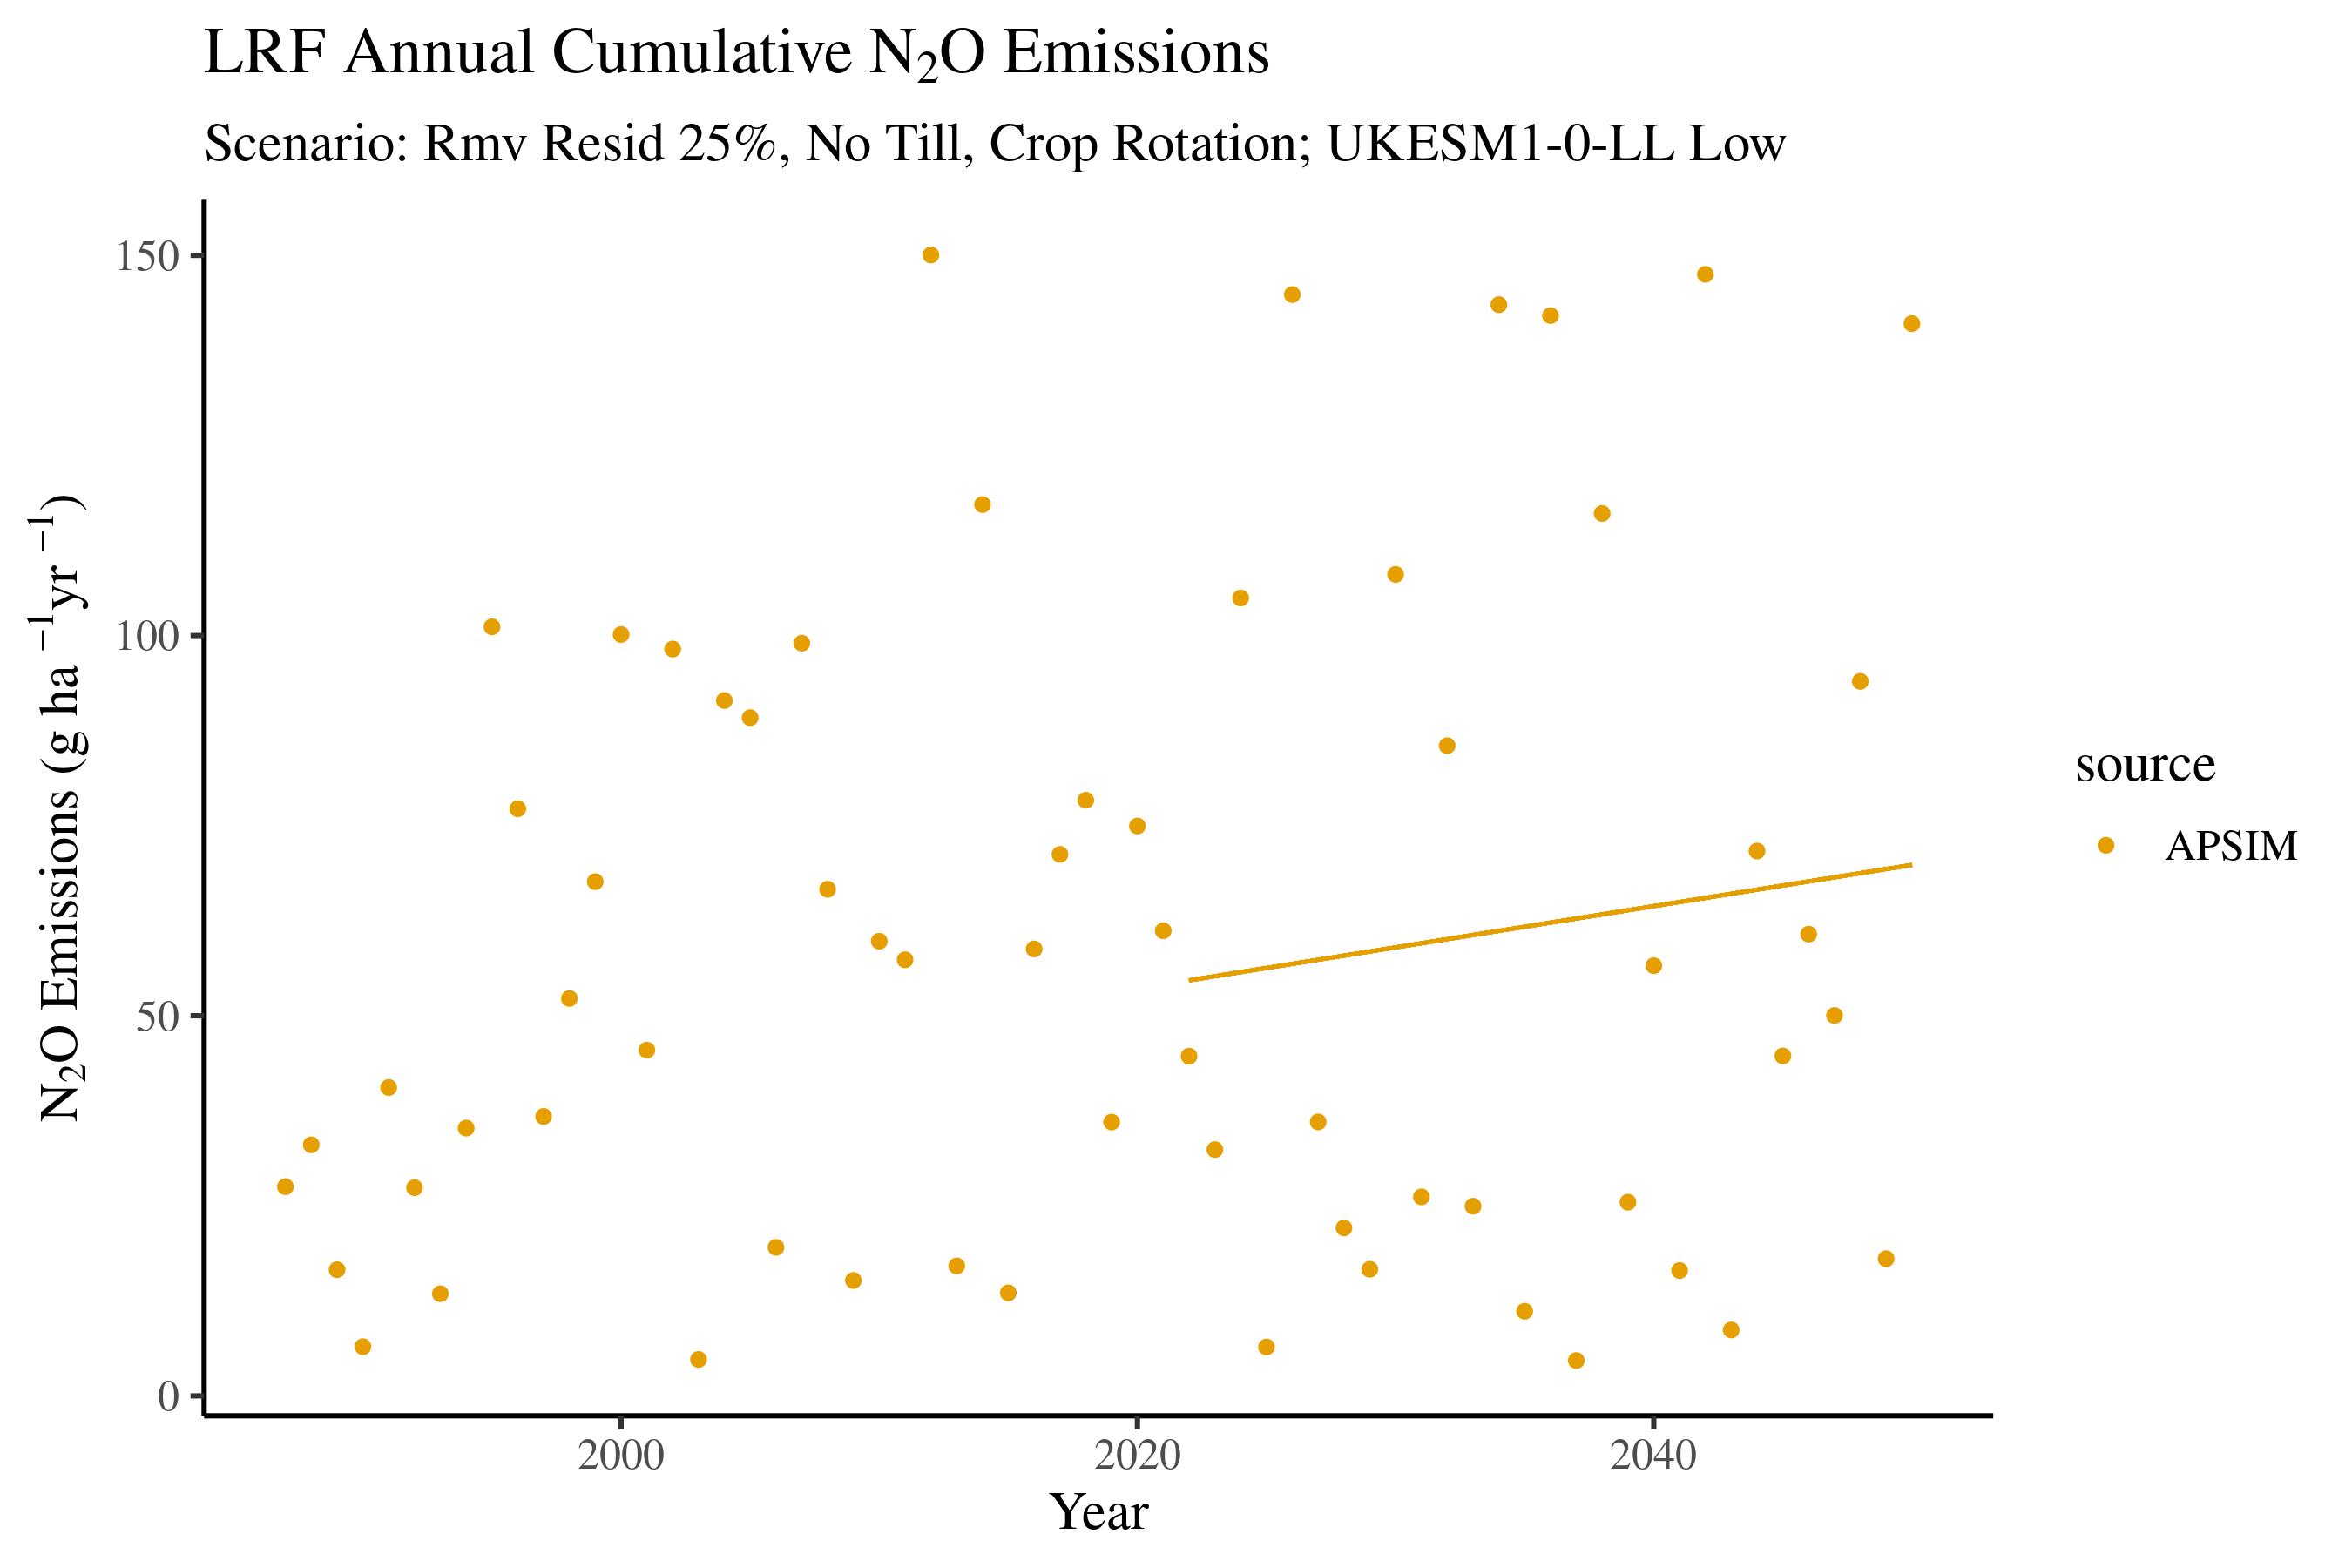 LRF Annual Cumulative N₂O Emissions
Scenario: Rmv Resid 25%, No Till, Crop Rotation; UKESM1-0-LL Low
N₂O Emissions (g ha ⁻¹yr ⁻¹)
150
100
50
0
2000 2020 2040
Year
source
APSIM